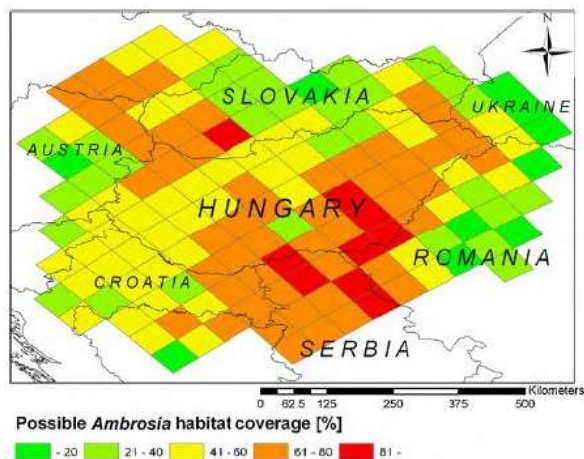 N
SLOVAKIA
UKRAINE
AUSTRIA
HUNGARY
ROMANIA
CROATIA
SERBIA
Kilometers
0 62.5 125 250 375 500
Possible Ambrosia habitat coverage [%]
- 20 21 - 40 41 - 60 61 - 80 81 -